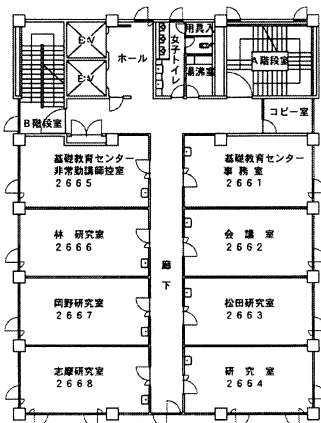 EV
EV
ホール
女子トイレ
用具入
湯沸室
A階段室
B階段室
コピー室
基礎教育センター
非常勤講師控室
2665
基礎教育センター
事務室
2661
林 研究室
2666
会議室
2662
廊下
岡野研究室
2667
松田研究室
2663
志摩研究室
2668
研究室
2664